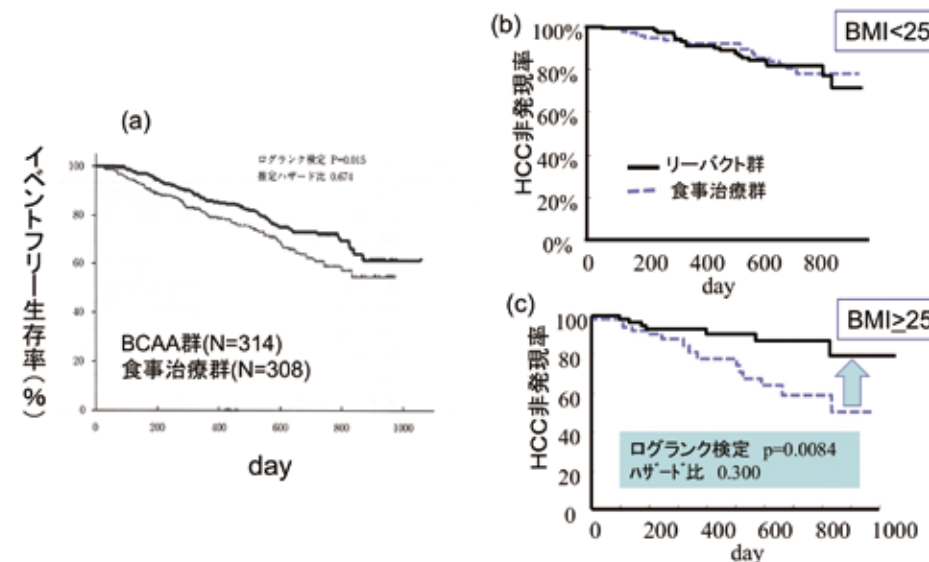 (a)
イベントフリー生存率(%)
ログランク検定 P=0.015
推定ハザード比 0.674
100
80
60
40
20
0
0 200 400 600 800 1000
BCAA群(N=314)
食事治療群(N=308)
day
(b)
BMI<25
HCC非発現率
100%
80%
60%
40%
20%
0%
リーバクト群
食事治療群
0 200 400 600 800
day
(c)
BMI≥25
HCC非発現率
100
80
60
40
20
0
ログランク検定 p=0.0084
ハザード比 0.300
0 200 400 600 800 1000
day